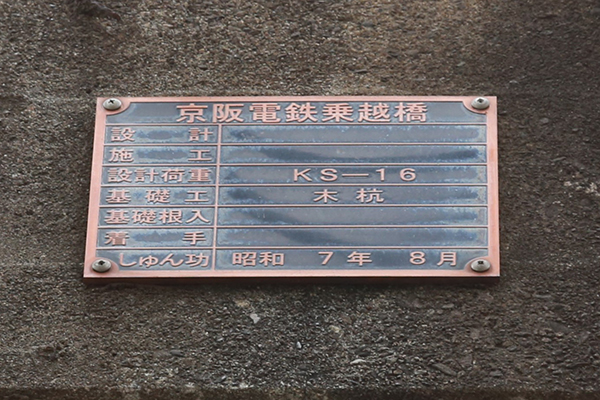 京阪電鉄乗越橋
設計
施工
設計荷重 KS—16
基礎工 木杭
基礎根入
着手
しゅん功 昭和 7年 8月